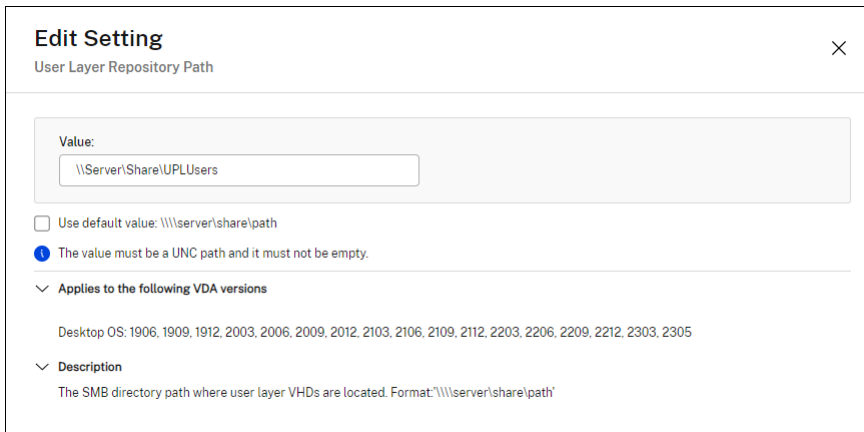 Edit Setting
User Layer Repository Path
Value:
\\Server\Share\UPLUsers
Use default value: \\\\server\share\path
The value must be a UNC path and it must not be empty.
Applies to the following VDA versions
Desktop OS: 1906, 1909, 1912, 2003, 2006, 2009, 2012, 2103, 2106, 2109, 2112, 2203, 2206, 2209, 2212, 2303, 2305
Description
The SMB directory path where user layer VHDs are located. Format:'\\\\server\share\path'